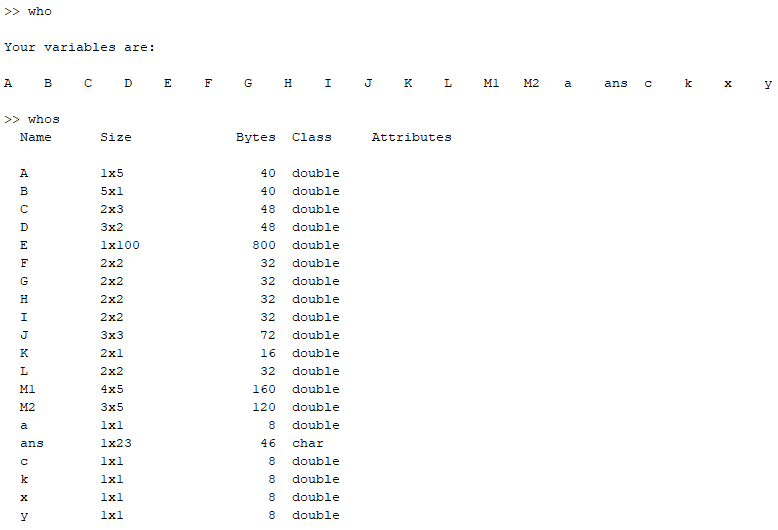 >> who
Your variables are:
A B C D E F G H I J K L M1 M2 a ans c k x y
>> whos
Name Size Bytes Class Attributes
A 1x5 40 double
B 5x1 40 double
C 2x3 48 double
D 3x2 48 double
E 1x100 800 double
F 2x2 32 double
G 2x2 32 double
H 2x2 32 double
I 2x2 32 double
J 3x3 72 double
K 2x1 16 double
L 2x2 32 double
M1 4x5 160 double
M2 3x5 120 double
a 1x1 8 double
ans 1x23 46 char
c 1x1 8 double
k 1x1 8 double
x 1x1 8 double
y 1x1 8 double